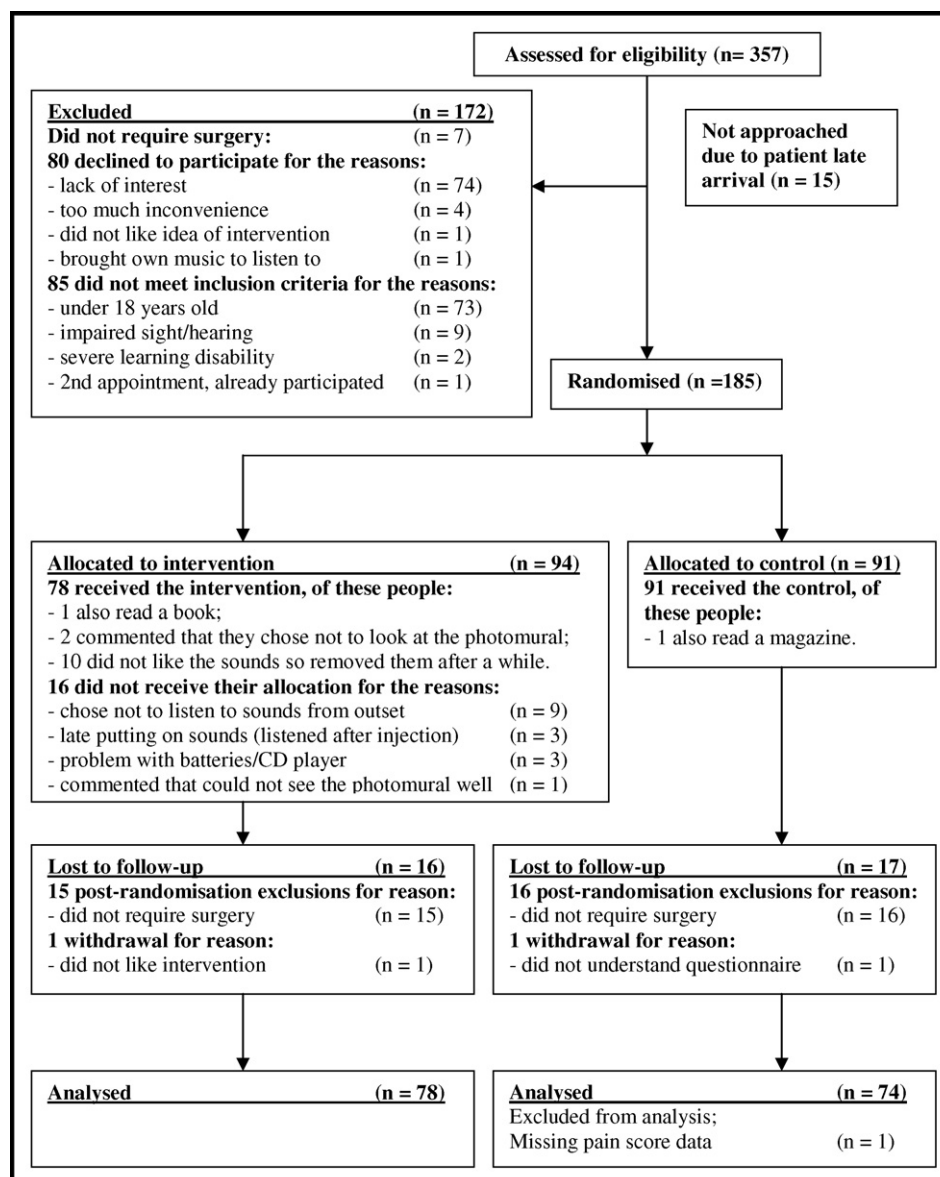 Assessed for eligibility (n= 357)
Excluded (n = 172)
Did not require surgery: (n = 7)
80 declined to participate for the reasons:
- lack of interest (n = 74)
- too much inconvenience (n = 4)
- did not like idea of intervention (n = 1)
- brought own music to listen to (n = 1)
85 did not meet inclusion criteria for the reasons:
- under 18 years old (n = 73)
- impaired sight/hearing (n = 9)
- severe learning disability (n = 2)
- 2nd appointment, already participated (n = 1)
Not approached
due to patient late
arrival (n = 15)
Randomised (n =185)
Allocated to intervention (n = 94)
78 received the intervention, of these people:
- 1 also read a book;
- 2 commented that they chose not to look at the photomural;
- 10 did not like the sounds so removed them after a while.
16 did not receive their allocation for the reasons:
- chose not to listen to sounds from outset (n = 9)
- late putting on sounds (listened after injection) (n = 3)
- problem with batteries/CD player (n = 3)
- commented that could not see the photomural well (n = 1)
Allocated to control (n = 91)
91 received the control, of
these people:
- 1 also read a magazine.
Lost to follow-up (n = 16)
15 post-randomisation exclusions for reason:
- did not require surgery (n = 15)
1 withdrawal for reason:
- did not like intervention (n = 1)
Lost to follow-up (n = 17)
16 post-randomisation exclusions for reason:
- did not require surgery (n = 16)
1 withdrawal for reason:
- did not understand questionnaire (n = 1)
Analysed (n = 78)
Analysed (n = 74)
Excluded from analysis;
Missing pain score data (n = 1)